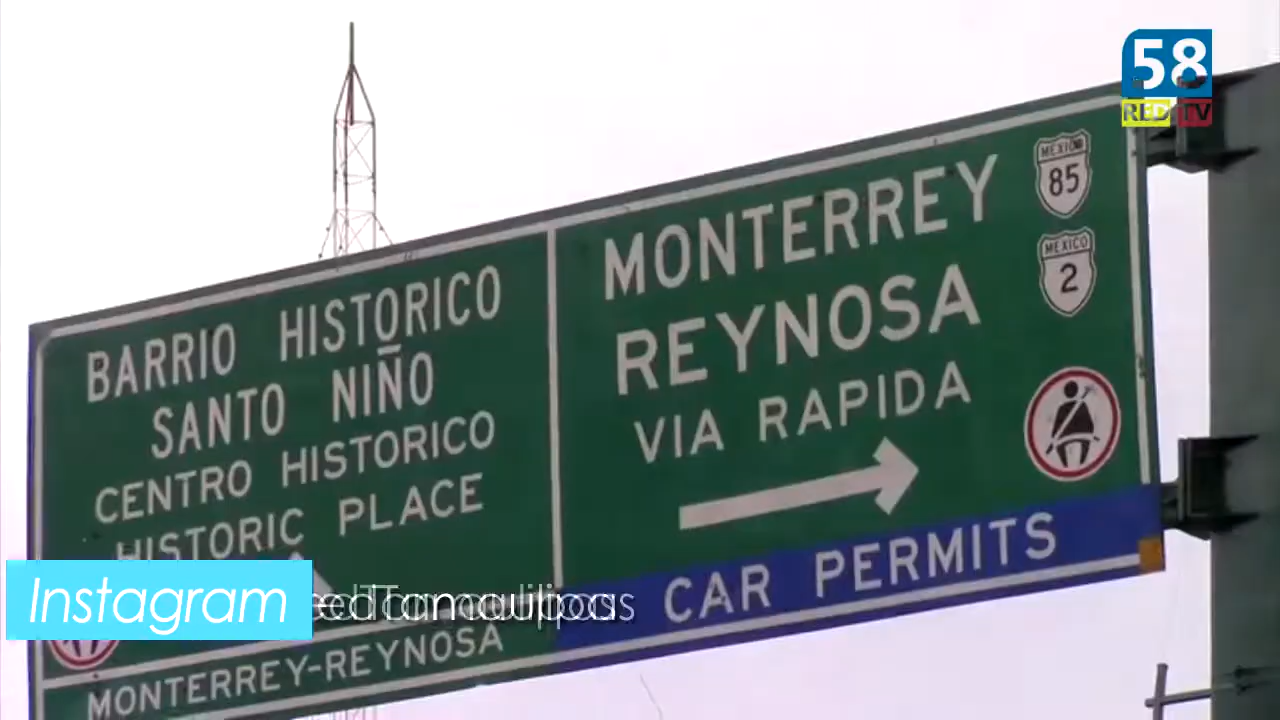 58
RED TV
BARRIO HISTORICO
SANTO NIÑO
CENTRO HISTORICO
HISTORIC PLACE
MONTERREY-REYNOSA
MONTERREY
REYNOSA
VIA RAPIDA
CAR PERMITS
MEXICO
85
MEXICO
2
Instagram